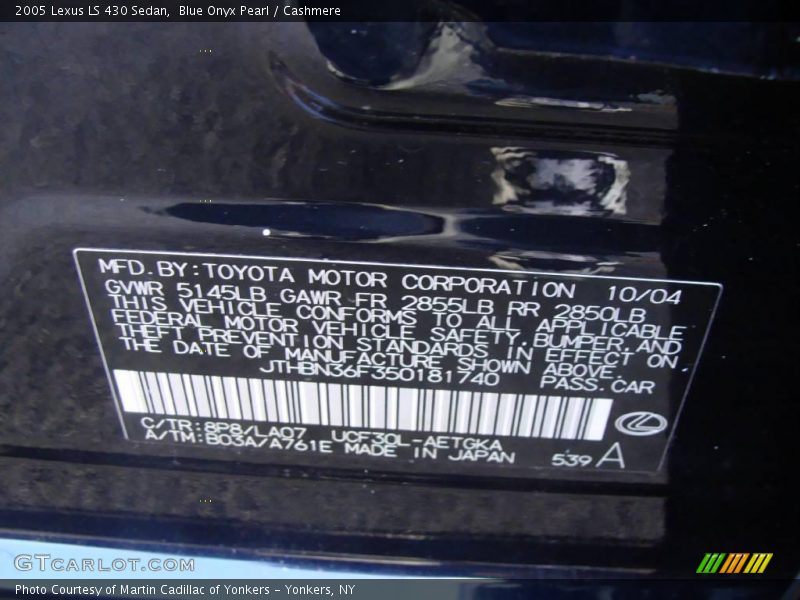 2005 Lexus LS 430 Sedan,  Blue Onyx Pearl / Cashmere
MFD.BY:TOYOTA MOTOR CORPORATION 10/04
GVWR 5145LB GAWR FR 2855LB RR 2850LB
THIS VEHICLE CONFORMS TO ALL APPLICABLE
FEDERAL MOTOR VEHICLE SAFETY,BUMPER,AND
THEFT PREVENTION STANDARDS IN EFFECT ON
THE DATE OF MANUFACTURE SHOWN ABOVE.
JTHBN36F350181740 PASS.CAR
C/TR:8P8/LA07 UCF30L-AETGKA
A/TM:B03A/A761E MADE IN JAPAN 539 A
GTCARLOT.COM
Photo Courtesy of Martin Cadillac of Yonkers – Yonkers, NY